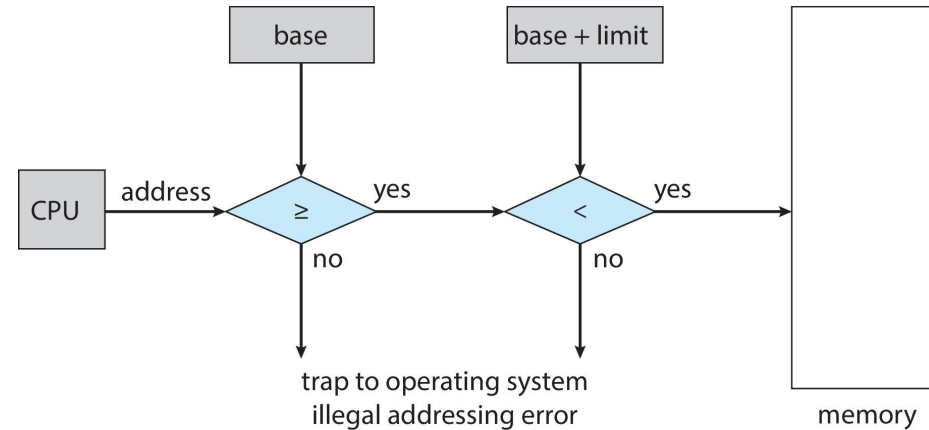 base
base + limit
CPU
address
≥
yes
<
yes
no
no
trap to operating system
illegal addressing error
memory